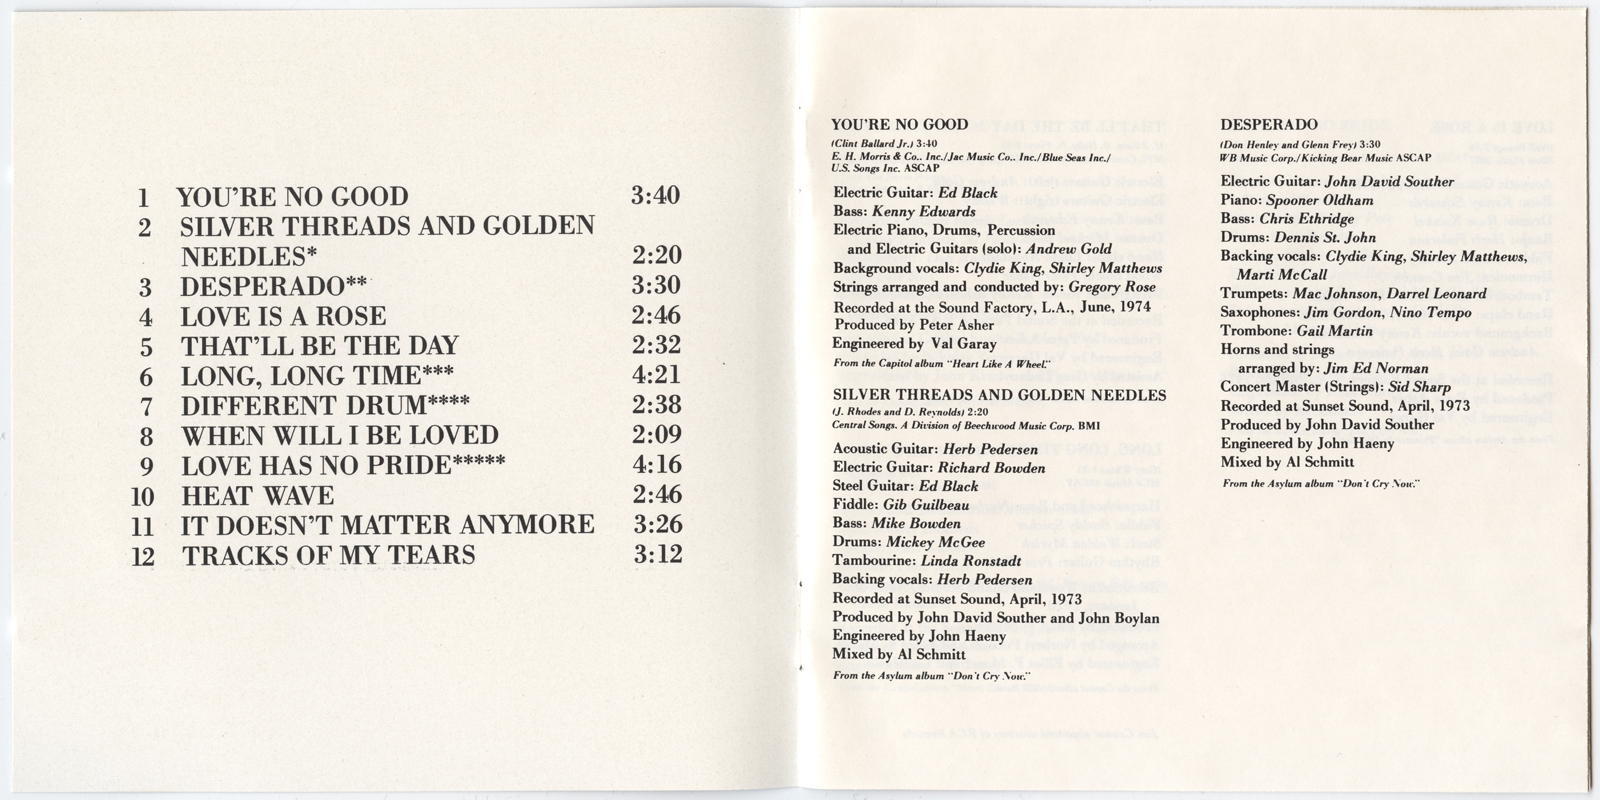 1 YOU'RE NO GOOD 3:40
2 SILVER THREADS AND GOLDEN
NEEDLES* 2:20
3 DESPERADO** 3:30
4 LOVE IS A ROSE 2:46
5 THAT'LL BE THE DAY 2:32
6 LONG, LONG TIME*** 4:21
7 DIFFERENT DRUM**** 2:38
8 WHEN WILL I BE LOVED 2:09
9 LOVE HAS NO PRIDE***** 4:16
10 HEAT WAVE 2:46
11 IT DOESN'T MATTER ANYMORE 3:26
12 TRACKS OF MY TEARS 3:12
YOU'RE NO GOOD
(Clint Ballard Jr.) 3:40
E. H. Morris & Co.. Inc./Jac Music Co.. Inc./Blue Seas Inc./
U.S. Songs Inc. ASCAP
Electric Guitar: Ed Black
Bass: Kenny Edwards
Electric Piano, Drums, Percussion
and Electric Guitars (solo): Andrew Gold
Background vocals: Clydie King, Shirley Matthews
Strings arranged and conducted by: Gregory Rose
Recorded at the Sound Factory, L.A., June, 1974
Produced by Peter Asher
Engineered by Val Garay
From the Capitol album "Heart Like A Wheel."
SILVER THREADS AND GOLDEN NEEDLES
(J. Rhodes and D. Reynolds) 2:20
Central Songs. A Division of Beechwood Music Corp. BMI
Acoustic Guitar: Herb Pedersen
Electric Guitar: Richard Bowden
Steel Guitar: Ed Black
Fiddle: Gib Guilbeau
Bass: Mike Bowden
Drums: Mickey McGee
Tambourine: Linda Ronstadt
Backing vocals: Herb Pedersen
Recorded at Sunset Sound, April, 1973
Produced by John David Souther and John Boylan
Engineered by John Haeny
Mixed by Al Schmitt
From the Asylum album "Don't Cry Now."
DESPERADO
(Don Henley and Glenn Frey) 3:30
WB Music Corp./Kicking Bear Music ASCAP
Electric Guitar: John David Souther
Piano: Spooner Oldham
Bass: Chris Ethridge
Drums: Dennis St. John
Backing vocals: Clydie King, Shirley Matthews,
Marti McCall
Trumpets: Mac Johnson, Darrel Leonard
Saxophones: Jim Gordon, Nino Tempo
Trombone: Gail Martin
Horns and strings
arranged by: Jim Ed Norman
Concert Master (Strings): Sid Sharp
Recorded at Sunset Sound, April, 1973
Produced by John David Souther
Engineered by John Haeny
Mixed by Al Schmitt
From the Asylum album "Don't Cry Now."